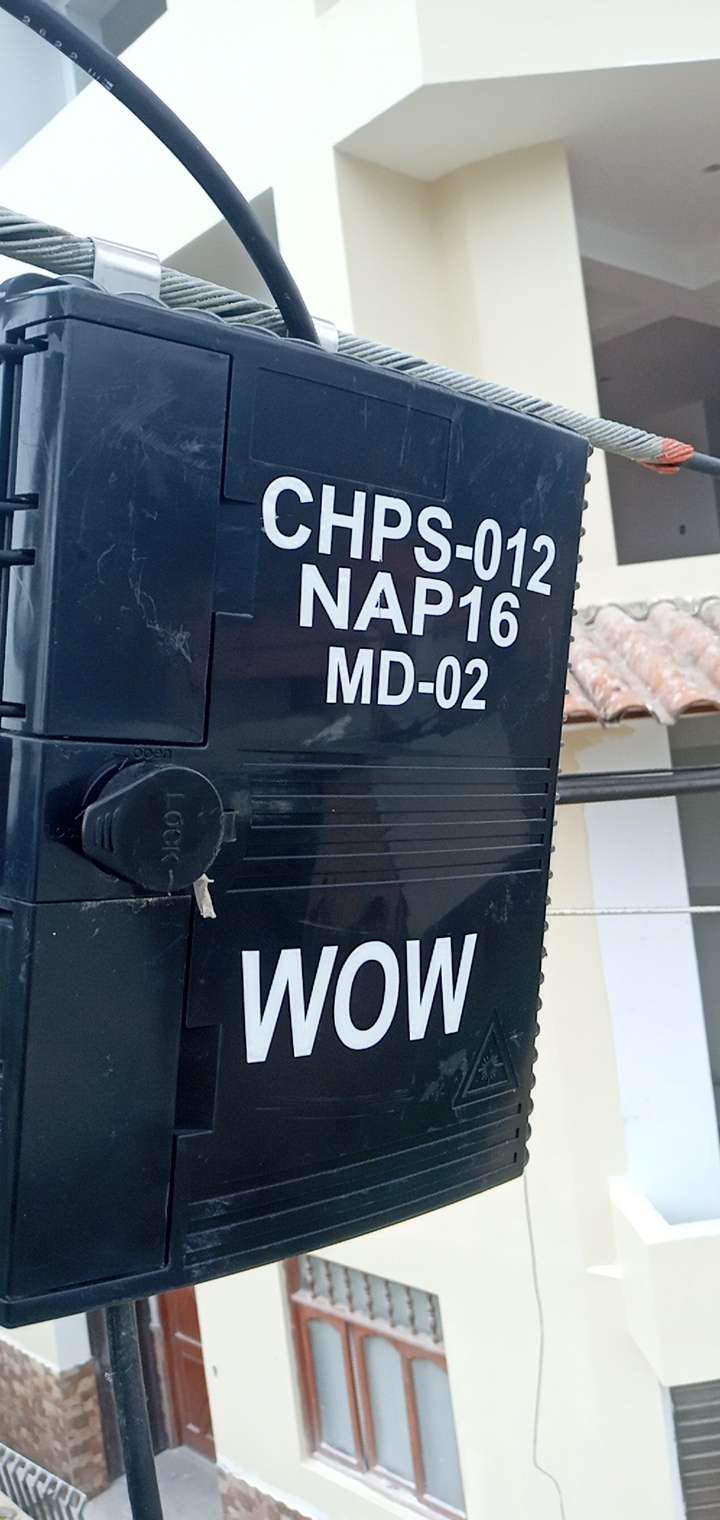 CHPS-012
NAP16
MD-02
open
LOCK
WOW